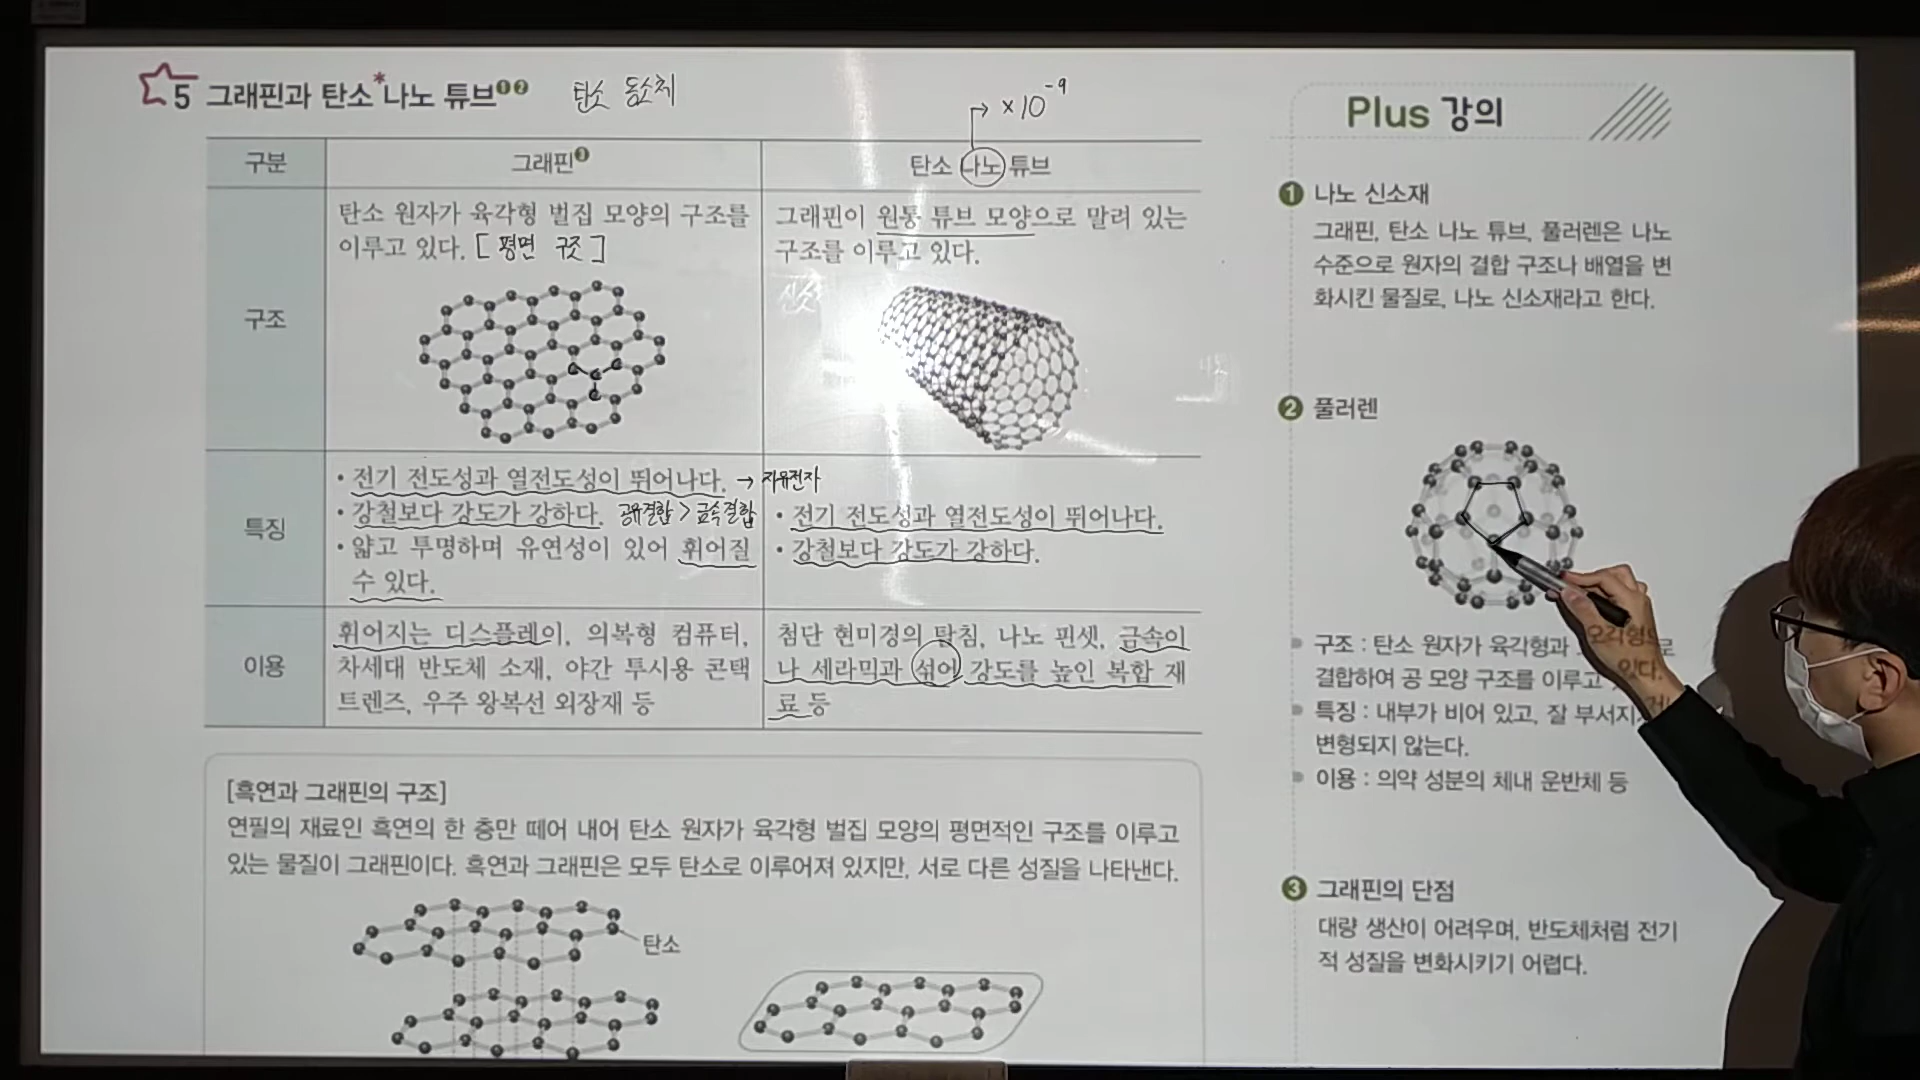 5 그래핀과 탄소*나노 튜브❶❷ 탄소 동소체
→ ×10⁻⁹
구분 그래핀❸ 탄소 나노 튜브
구조
탄소 원자가 육각형 벌집 모양의 구조를
이루고 있다. [평면 구조]
그래핀이 원통 튜브 모양으로 말려 있는
구조를 이루고 있다.
특징
• 전기 전도성과 열전도성이 뛰어나다. → 자유전자
• 강철보다 강도가 강하다. 공유결합 > 금속결합
• 얇고 투명하며 유연성이 있어 휘어질
수 있다.
• 전기 전도성과 열전도성이 뛰어나다.
• 강철보다 강도가 강하다.
이용
휘어지는 디스플레이, 의복형 컴퓨터,
차세대 반도체 소재, 야간 투시용 콘택
트렌즈, 우주 왕복선 외장재 등
첨단 현미경의 탐침, 나노 핀셋, 금속이
나 세라믹과 섞어 강도를 높인 복합 재
료 등
[흑연과 그래핀의 구조]
연필의 재료인 흑연의 한 층만 떼어 내어 탄소 원자가 육각형 벌집 모양의 평면적인 구조를 이루고
있는 물질이 그래핀이다. 흑연과 그래핀은 모두 탄소로 이루어져 있지만, 서로 다른 성질을 나타낸다.
탄소
Plus 강의
❶ 나노 신소재
그래핀, 탄소 나노 튜브, 풀러렌은 나노
수준으로 원자의 결합 구조나 배열을 변
화시킨 물질로, 나노 신소재라고 한다.
❷ 풀러렌
구조 : 탄소 원자가 육각형과 오각형으로
결합하여 공 모양 구조를 이루고 있다.
특징 : 내부가 비어 있고, 잘 부서지거나
변형되지 않는다.
이용 : 의약 성분의 체내 운반체 등
❸ 그래핀의 단점
대량 생산이 어려우며, 반도체처럼 전기
적 성질을 변화시키기 어렵다.